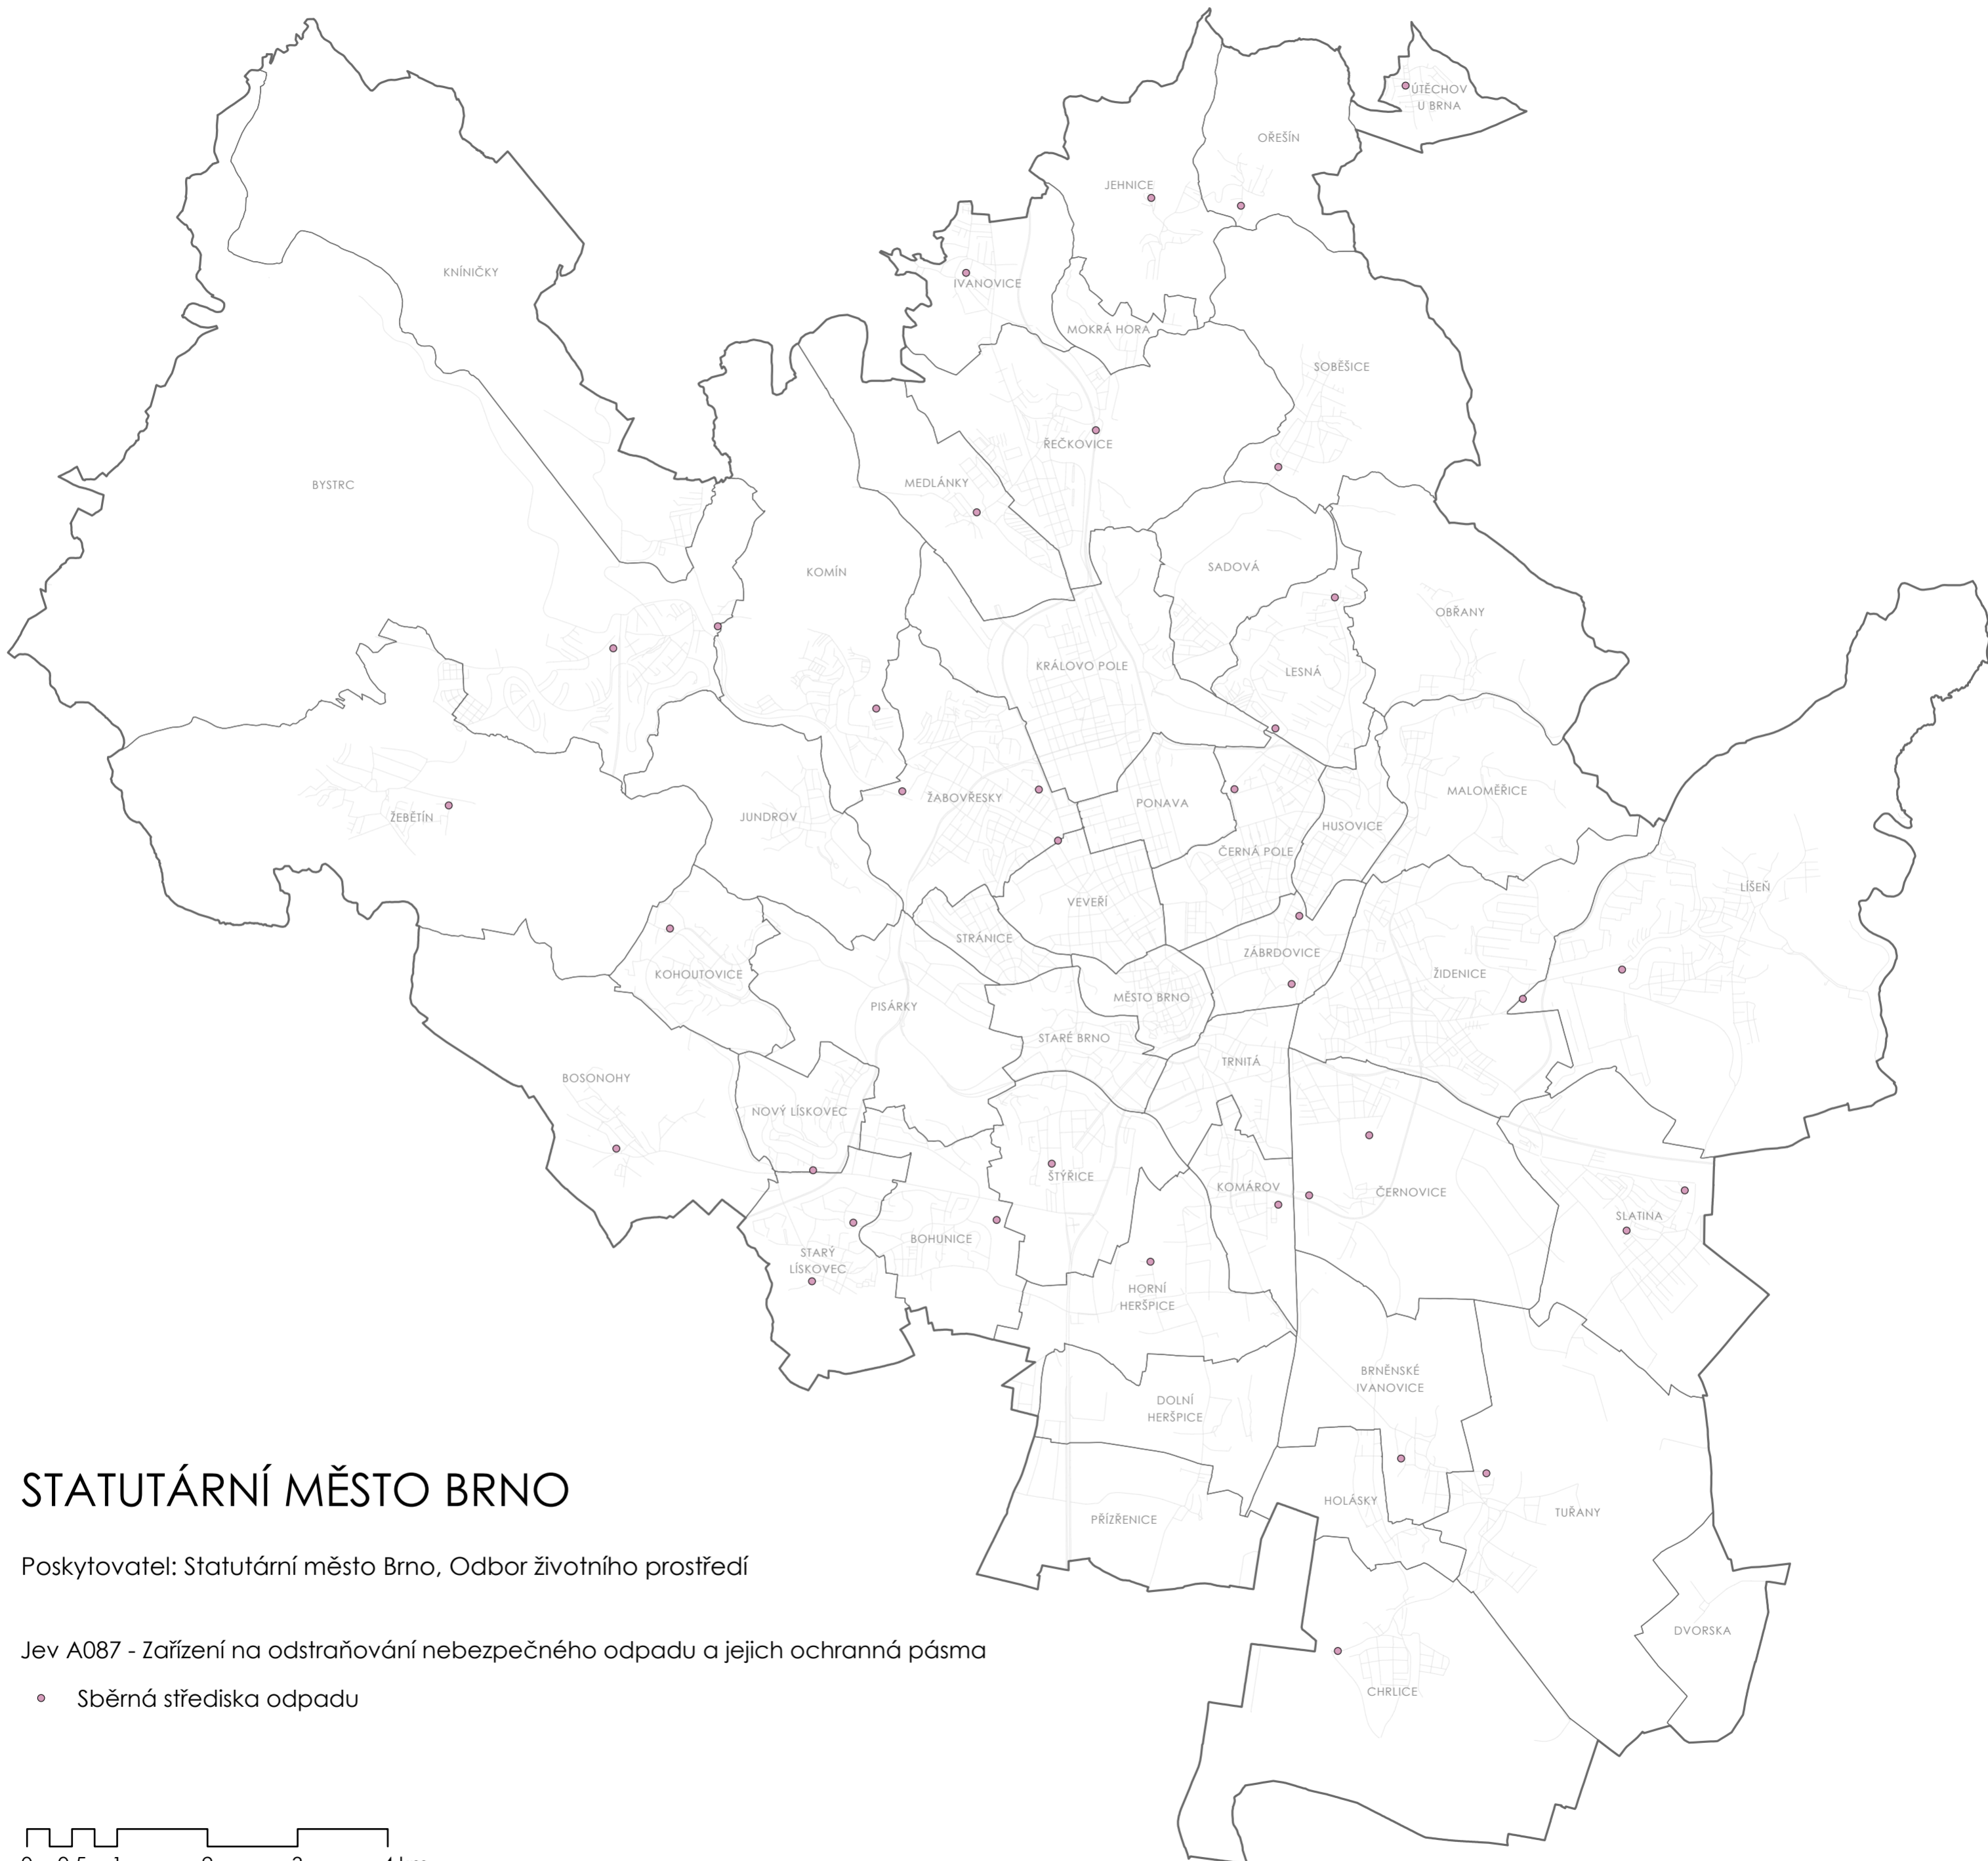 ÚTĚCHOV
U BRNA
OŘEŠÍN
JEHNICE
KNÍNIČKY
IVANOVICE
MOKRÁ HORA
SOBĚŠICE
ŘEČKOVICE
MEDLÁNKY
BYSTRC
KOMÍN
SADOVÁ
OBŘANY
KRÁLOVO POLE
LESNÁ
MALOMĚŘICE
ŽABOVŘESKY
PONAVA
ŽEBĚTÍN
JUNDROV
HUSOVICE
ČERNÁ POLE
LÍŠEŇ
VEVEŘÍ
STRÁNICE
ZÁBRDOVICE
KOHOUTOVICE
ŽIDENICE
MĚSTO BRNO
PISÁRKY
STARÉ BRNO
TRNITÁ
BOSONOHY
NOVÝ LÍSKOVEC
ŠTÝŘICE
KOMÁROV
ČERNOVICE
SLATINA
BOHUNICE
STARÝ
LÍSKOVEC
HORNÍ
HERŠPICE
BRNĚNSKÉ
IVANOVICE
DOLNÍ
HERŠPICE
HOLÁSKY
TUŘANY
PŘÍZŘENICE
DVORSKA
CHRLICE
STATUTÁRNÍ MĚSTO BRNO
Poskytovatel: Statutární město Brno, Odbor životního prostředí
Jev A087 - Zařízení na odstraňování nebezpečného odpadu a jejich ochranná pásma
Sběrná střediska odpadu